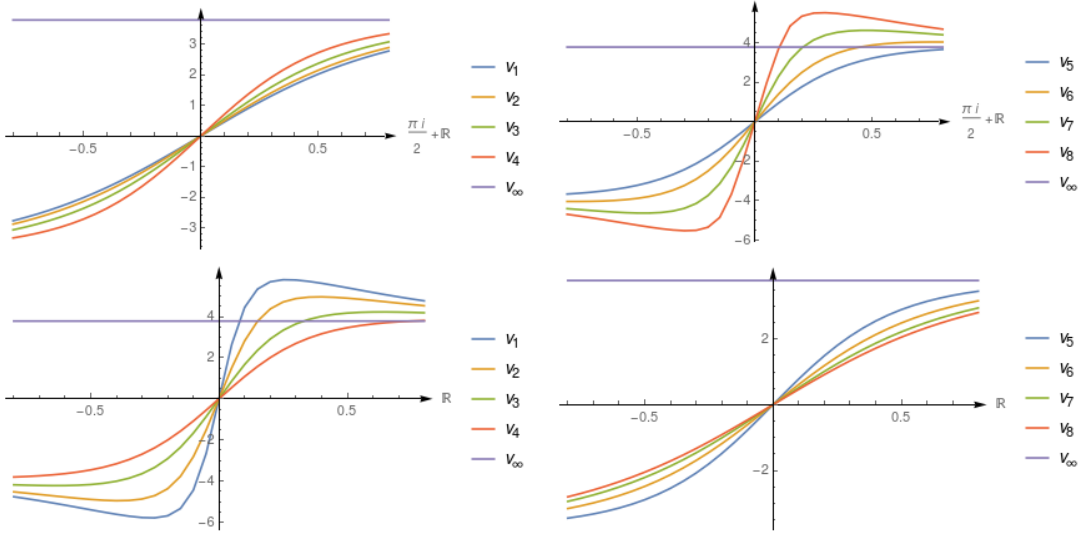 3
2
1
-0.5
0.5
-1
-2
-3
πi/2 +ℝ
v₁
v₂
v₃
v₄
v∞
6
4
2
-0.5
0.5
-2
-4
-6
πi/2 +ℝ
v₅
v₆
v₇
v₈
v∞
6
4
2
-0.5
0.5
-2
-4
-6
ℝ
v₁
v₂
v₃
v₄
v∞
2
-0.5
0.5
-2
ℝ
v₅
v₆
v₇
v₈
v∞